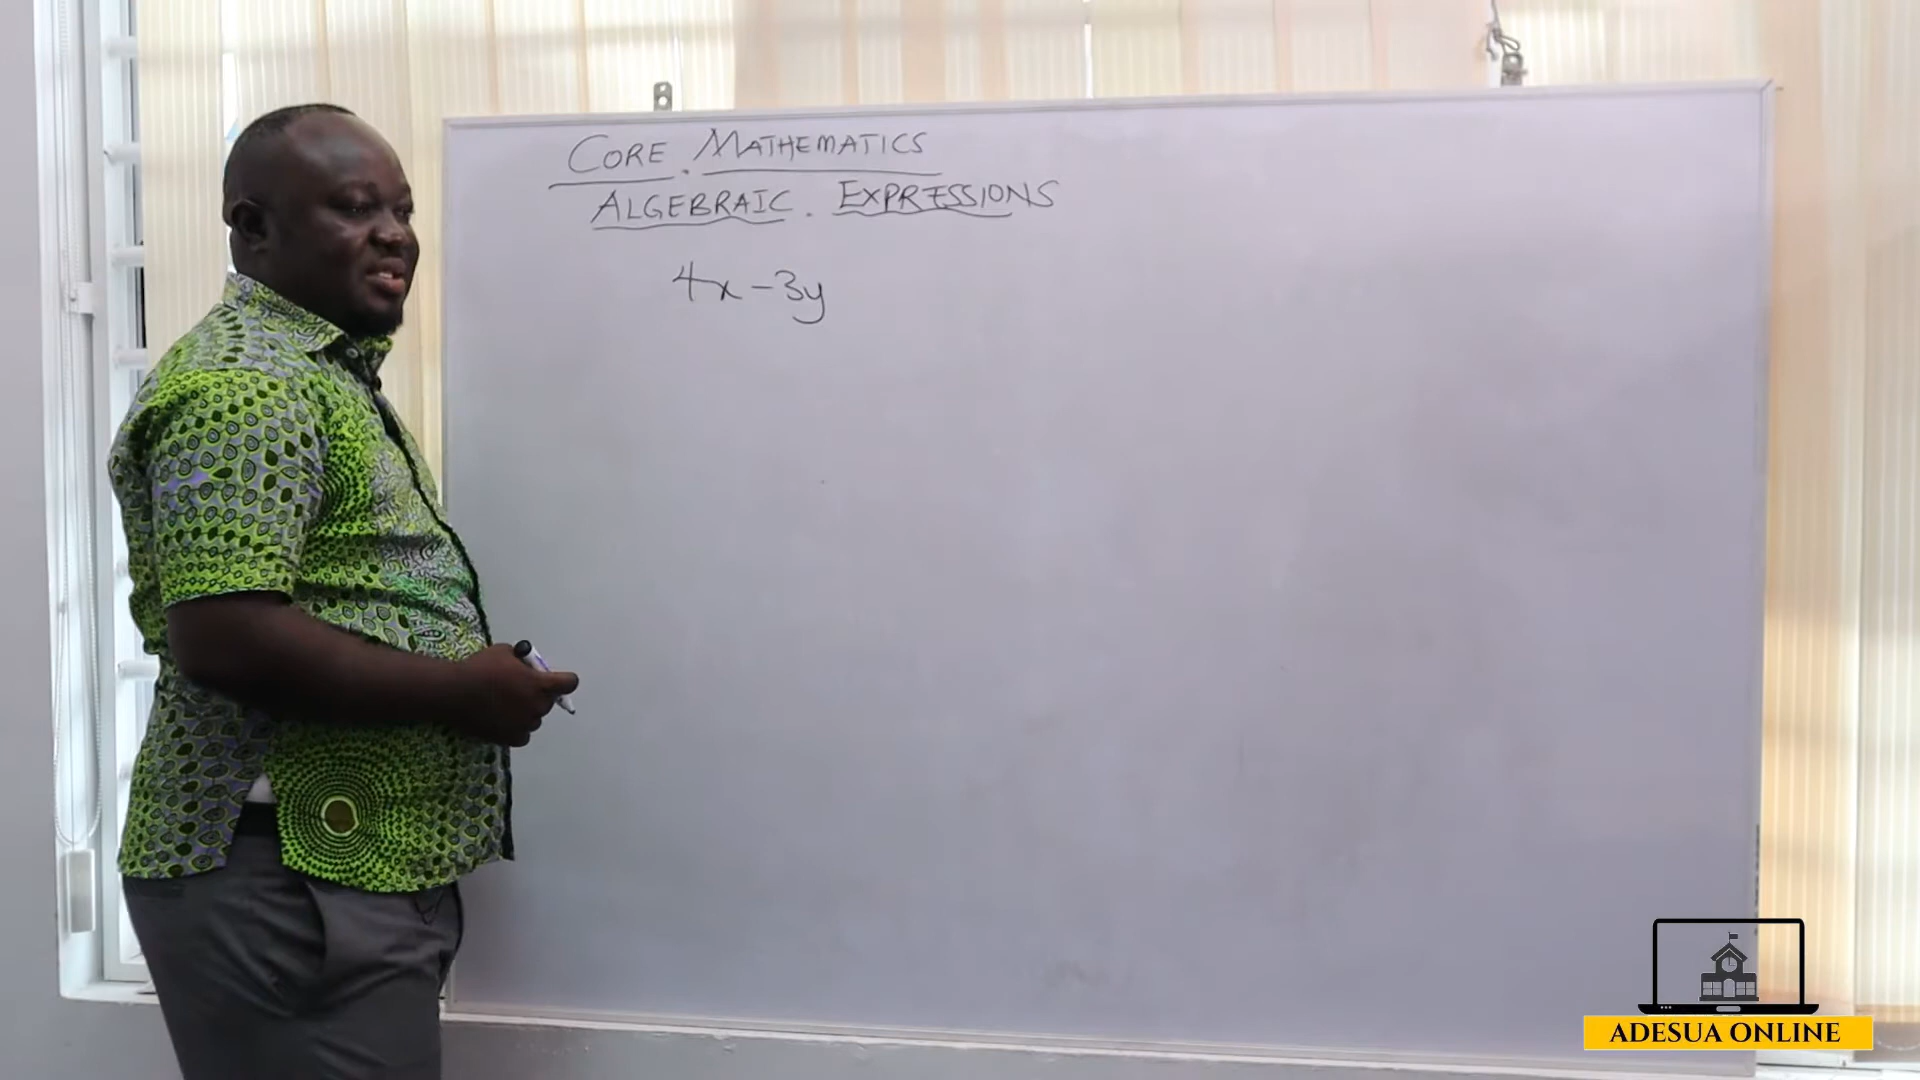 CORE MATHEMATICS
ALGEBRAIC EXPRESSIONS
4x - 3y
ADESUA ONLINE